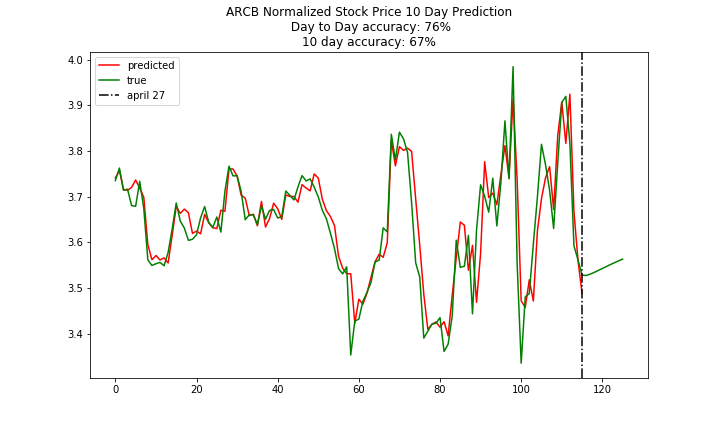 ARCB Normalized Stock Price 10 Day Prediction
Day to Day accuracy: 76%
10 day accuracy: 67%
predicted
true
april 27
4.0
3.9
3.8
3.7
3.6
3.5
3.4
0 20 40 60 80 100 120